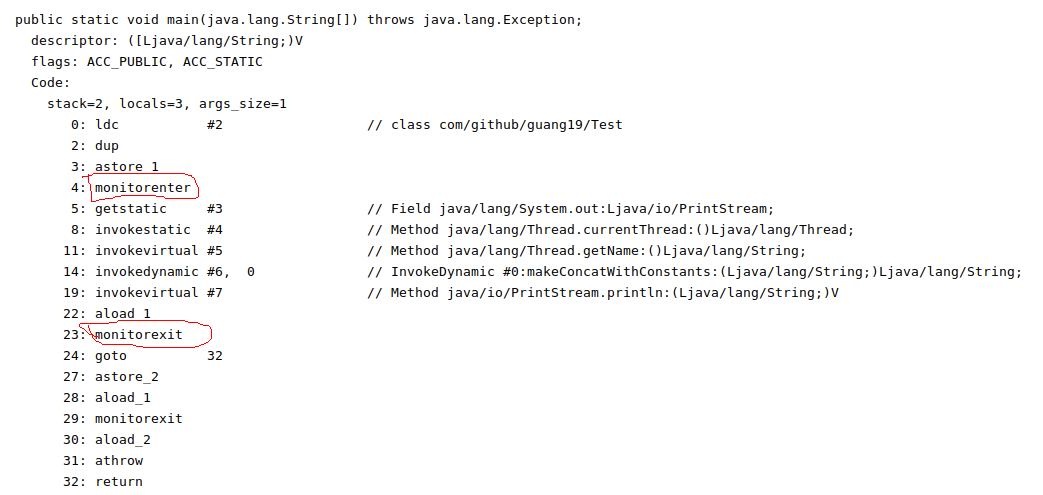 public static void main(java.lang.String[]) throws java.lang.Exception;
descriptor: ([Ljava/lang/String;)V
flags: ACC_PUBLIC, ACC_STATIC
Code:
stack=2, locals=3, args_size=1
0: ldc #2 // class com/github/guang19/Test
2: dup
3: astore_1
4: monitorenter
5: getstatic #3 // Field java/lang/System.out:Ljava/io/PrintStream;
8: invokestatic #4 // Method java/lang/Thread.currentThread:()Ljava/lang/Thread;
11: invokevirtual #5 // Method java/lang/Thread.getName:()Ljava/lang/String;
14: invokedynamic #6, 0 // InvokeDynamic #0:makeConcatWithConstants:(Ljava/lang/String;)Ljava/lang/String;
19: invokevirtual #7 // Method java/io/PrintStream.println:(Ljava/lang/String;)V
22: aload_1
23: monitorexit
24: goto 32
27: astore_2
28: aload_1
29: monitorexit
30: aload_2
31: athrow
32: return